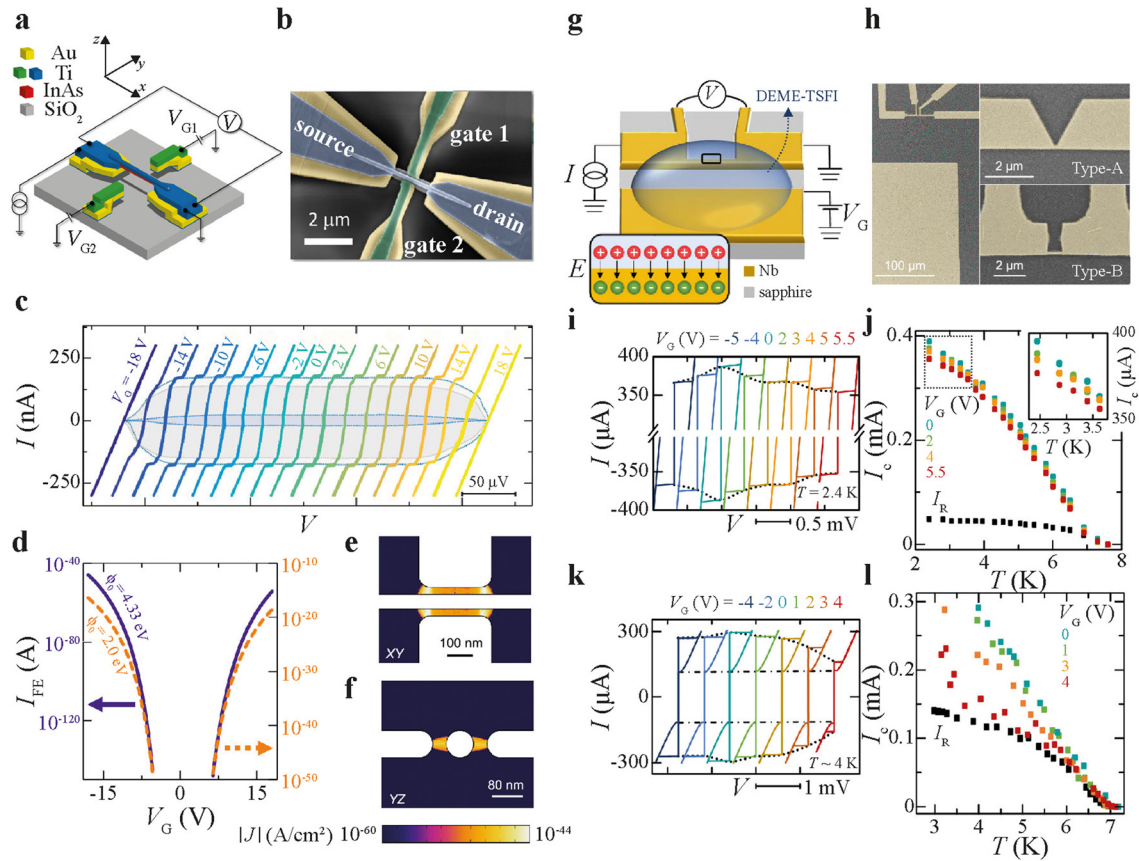 a
Au
Ti
InAs
SiO2
z
y
x
VG1
V
VG2
b
source
gate 1
drain
gate 2
2 μm
g
V
DEME-TSFI
I
VG
E
Nb
sapphire
h
100 μm
2 μm
Type-A
2 μm
Type-B
c
I (nA)
250
0
-250
VG = -18 V
-14 V
-10 V
-6 V
-2 V
0 V
2 V
6 V
10 V
14 V
18 V
50 μV
V
d
IFE (A)
10-40
10-80
10-120
10-10
10-20
10-30
10-40
10-50
ϕ0 = 4.33 eV
ϕ0 = 2.0 eV
-15 0 15
VG (V)
e
XY
100 nm
f
YZ
80 nm
|J| (A/cm²) 10-60 10-44
i
VG (V) = -5 -4 0 2 3 4 5 5.5
I (μA)
400
350
-350
-400
T = 2.4 K
V 0.5 mV
j
Ic (mA)
0.4
0.2
0
VG (V)
0
2
4
5.5
IR
400
350
Ic (μA)
2.5 3.0 3.5
T (K)
2 4 6 8
T (K)
k
VG (V) = -4 -2 0 1 2 3 4
I (μA)
300
0
-300
T ~ 4 K
V 1 mV
l
Ic (mA)
0.3
0.2
0.1
0
VG (V)
0
1
3
4
IR
3 4 5 6 7
T (K)